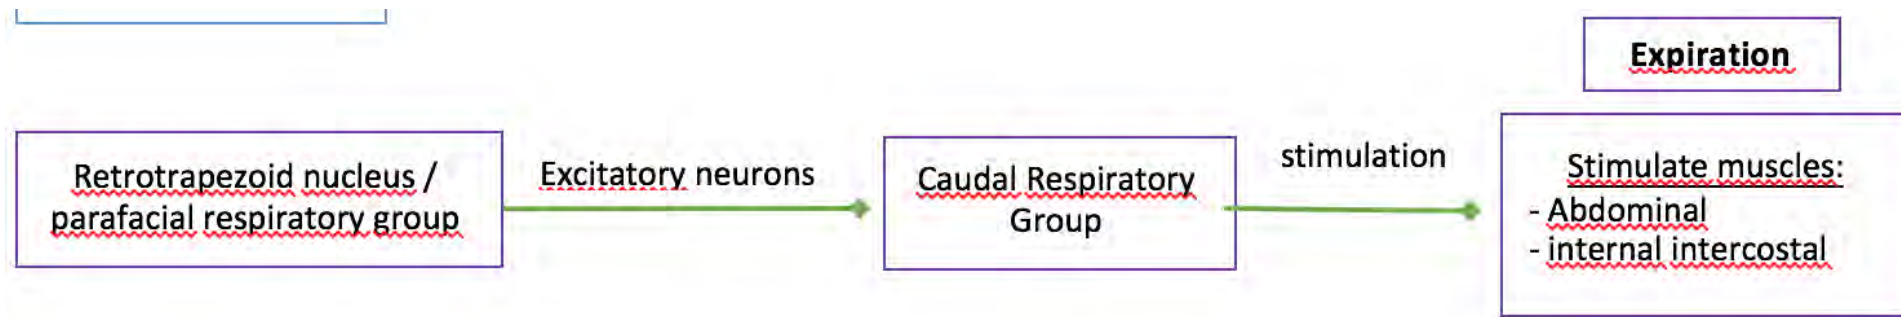 Expiration
Retrotrapezoid nucleus /
parafacial respiratory group
Excitatory neurons
Caudal Respiratory
Group
stimulation
Stimulate muscles:
- Abdominal
- internal intercostal